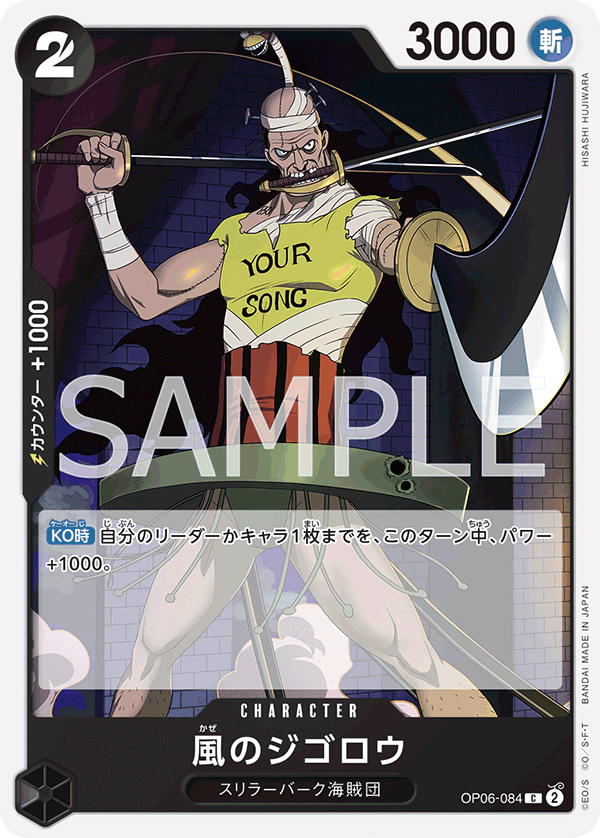 2
3000
斬
HISASHI HUJIWARA
YOUR
SONG
カウンター +1000
SAMPLE
KO時 自分のリーダーかキャラ1枚までを、このターン中、パワー
+1000。
BANDAI MADE IN JAPAN
©E.O/S ©O/S・F・T
CHARACTER
風のジゴロウ
スリラーバーク海賊団
OP06-084 C 2